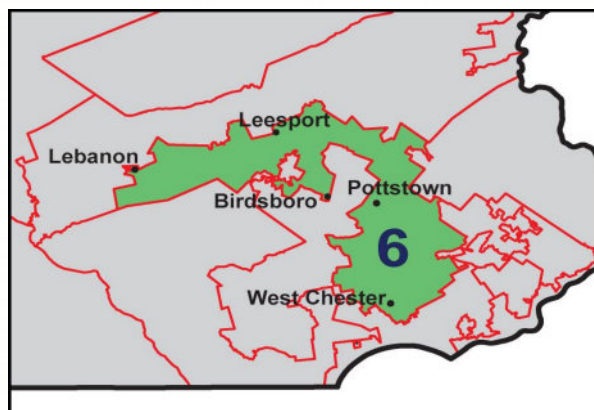 Leesport
Lebanon
Birdsboro
Pottstown
6
West Chester